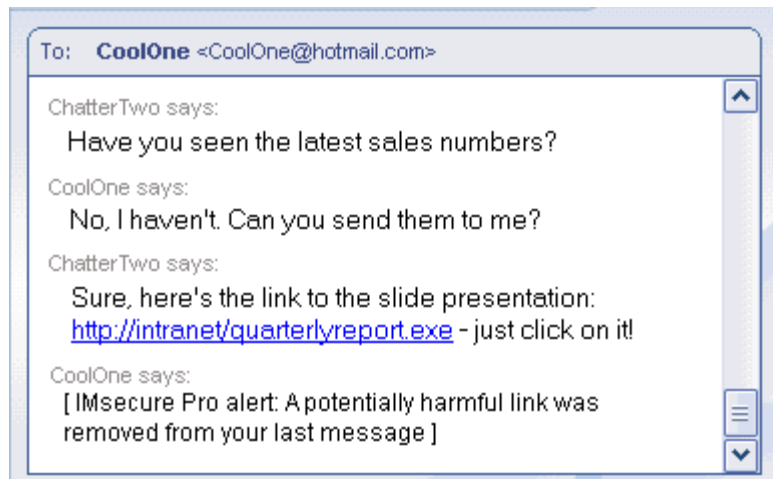 To: CoolOne <CoolOne@hotmail.com>
ChatterTwo says:
Have you seen the latest sales numbers?
CoolOne says:
No, I haven't. Can you send them to me?
ChatterTwo says:
Sure, here's the link to the slide presentation:
http://intranet/quarterlyreport.exe - just click on it!
CoolOne says:
[ IMsecure Pro alert: A potentially harmful link was
removed from your last message ]